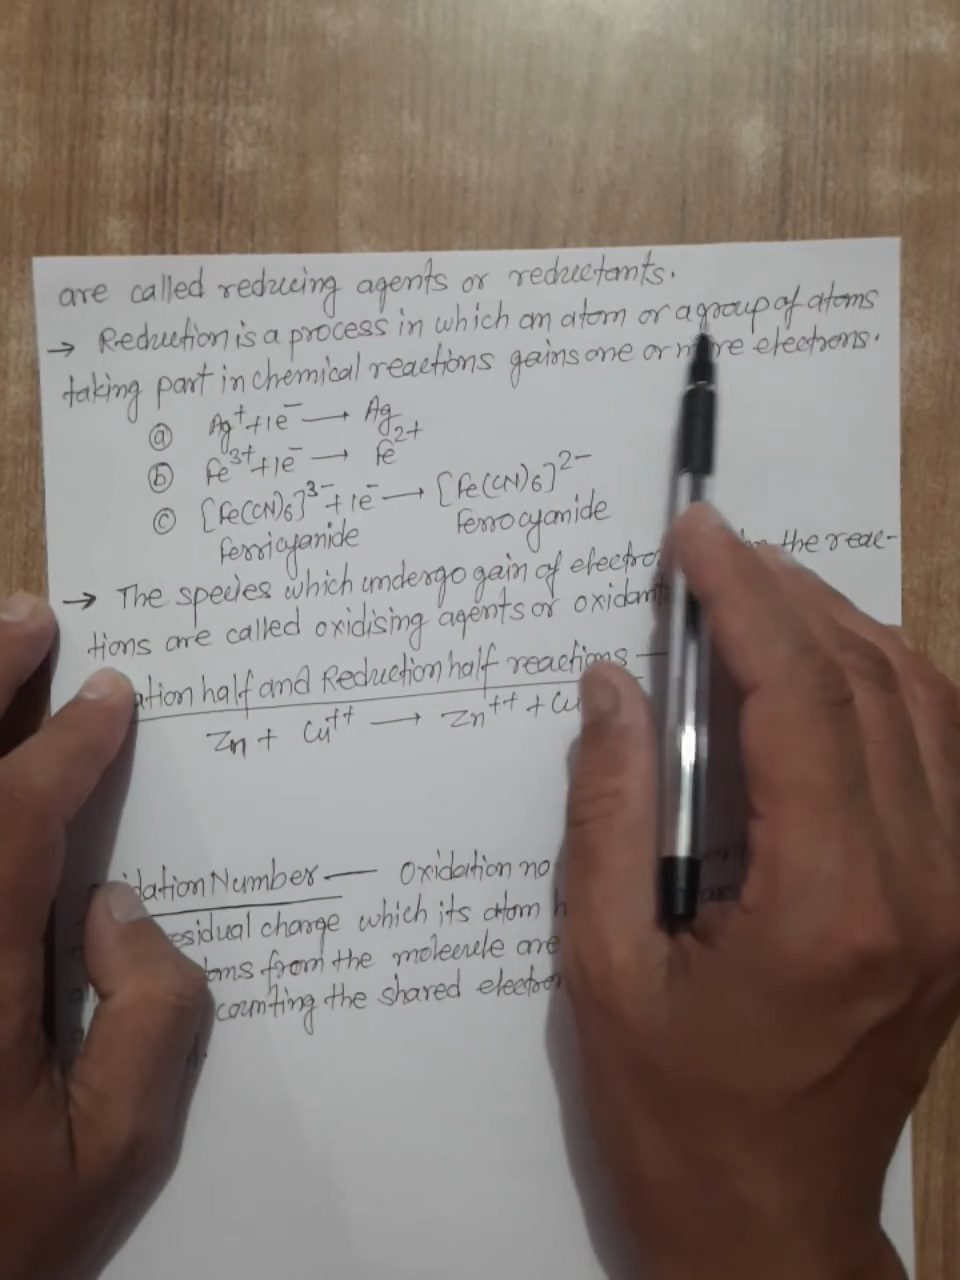 are called reducing agents or reductants.
→ Reduction is a process in which an atom or a group of atoms
taking part in chemical reactions gains one or more electrons.
ⓐ Ag⁺+1e⁻ → Ag
ⓑ Fe³⁺+1e⁻ → Fe²⁺
ⓒ [Fe(CN)₆]³⁻+1e⁻ → [Fe(CN)₆]²⁻
Ferricyanide Ferrocyanide
→ The species which undergo gain of electro the reac-
tions are called oxidising agents or oxidant
ation half and Reduction half reactions —
Zn + Cu⁺⁺ → Zn⁺⁺ + Cu
idation Number — Oxidation no
esidual charge which its atom h
oms from the molecule are
counting the shared electron
d.